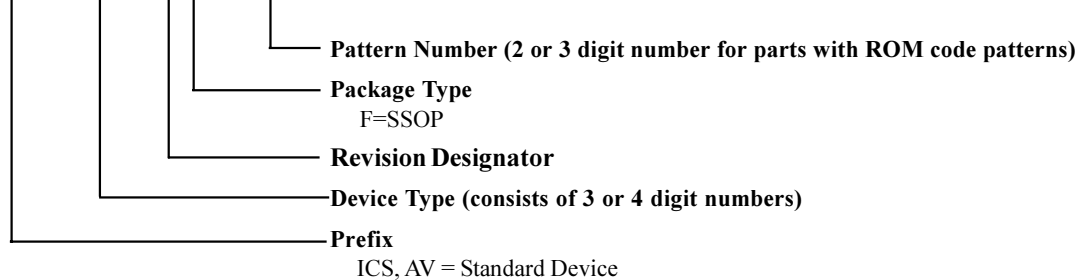 Pattern Number (2 or 3 digit number for parts with ROM code patterns)
Package Type
F=SSOP
Revision Designator
Device Type (consists of 3 or 4 digit numbers)
Prefix
ICS, AV = Standard Device